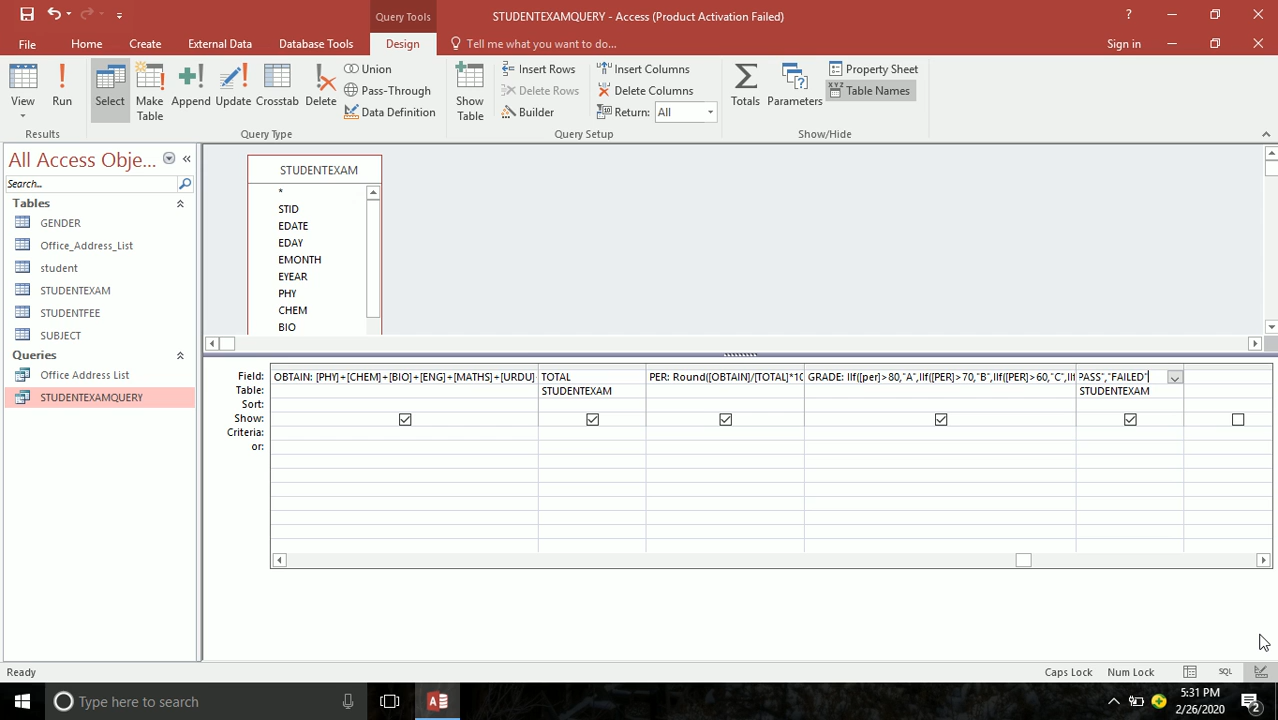 Query Tools
STUDENTEXAMQUERY - Access (Product Activation Failed)
?
File
Home
Create
External Data
Database Tools
Design
Tell me what you want to do...
Sign in
View
Run
Select
Make Table
Append
Update
Crosstab
Delete
Union
Pass-Through
Data Definition
Show Table
Insert Rows
Delete Rows
Builder
Insert Columns
Delete Columns
Return: All
Totals
Parameters
Property Sheet
Table Names
Results
Query Type
Query Setup
Show/Hide
All Access Obje...
Search...
Tables
GENDER
Office_Address_List
student
STUDENTEXAM
STUDENTFEE
SUBJECT
Queries
Office Address List
STUDENTEXAMQUERY
STUDENTEXAM
*
STID
EDATE
EDAY
EMONTH
EYEAR
PHY
CHEM
BIO
Field: OBTAIN: [PHY]+[CHEM]+[BIO]+[ENG]+[MATHS]+[URDU]+ TOTAL PER: Round([OBTAIN]/[TOTAL]*10 GRADE: IIf([per]>80,"A",IIf([PER]>70,"B",IIf([PER]>60,"C",IIf PASS","FAILED"
Table: STUDENTEXAM STUDENTEXAM
Sort:
Show:
Criteria:
or:
Ready
Caps Lock
Num Lock
SQL
Type here to search
5:31 PM
2/26/2020
2